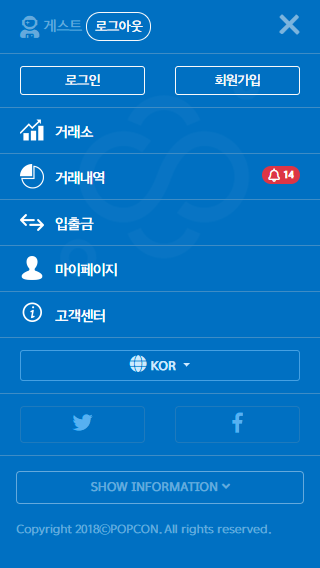 게스트 로그아웃
로그인 회원가입
거래소
거래내역 14
입출금
마이페이지
고객센터
KOR
SHOW INFORMATION
Copyright 2018ⓒPOPCON. All rights reserved.